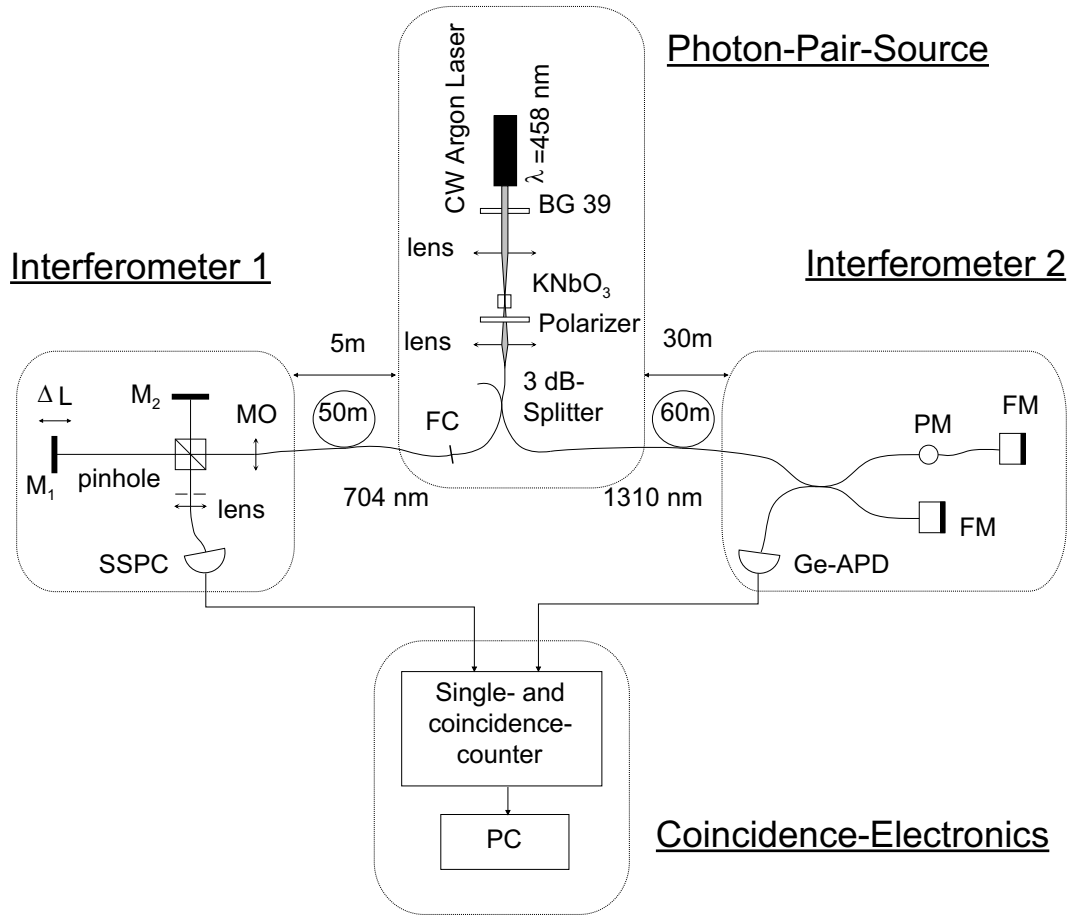 Photon-Pair-Source
CW Argon Laser
λ =458 nm
BG 39
lens
KNbO3
Polarizer
lens
3 dB-
Splitter
FC
Interferometer 1
5m
50m
704 nm
ΔL
M2
MO
M1
pinhole
lens
SSPC
Interferometer 2
30m
60m
1310 nm
PM
FM
FM
Ge-APD
Single- and
coincidence-
counter
PC
Coincidence-Electronics